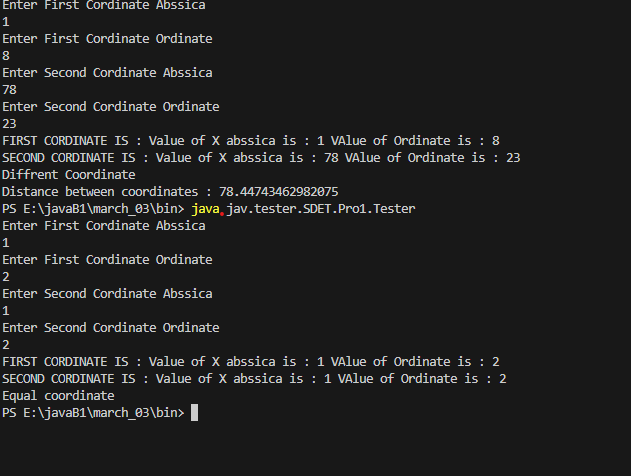 Enter First Cordinate Abssica
1
Enter First Cordinate Ordinate
8
Enter Second Cordinate Abssica
78
Enter Second Cordinate Ordinate
23
FIRST CORDINATE IS : Value of X abssica is : 1 VAlue of Ordinate is : 8
SECOND CORDINATE IS : Value of X abssica is : 78 VAlue of Ordinate is : 23
Diffrent Coordinate
Distance between coordinates : 78.44743462982075
PS E:\javaB1\march_03\bin> java jav.tester.SDET.Pro1.Tester
Enter First Cordinate Abssica
1
Enter First Cordinate Ordinate
2
Enter Second Cordinate Abssica
1
Enter Second Cordinate Ordinate
2
FIRST CORDINATE IS : Value of X abssica is : 1 VAlue of Ordinate is : 2
SECOND CORDINATE IS : Value of X abssica is : 1 VAlue of Ordinate is : 2
Equal coordinate
PS E:\javaB1\march_03\bin>